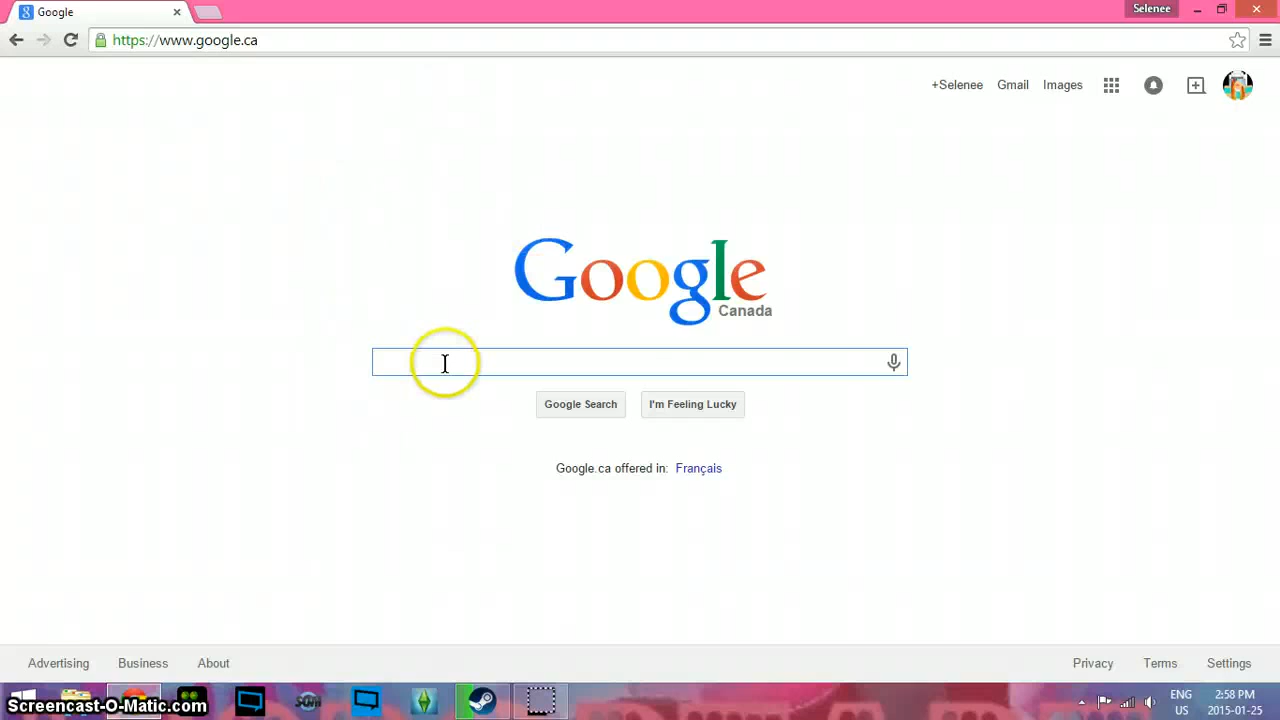 Google
Selenee
https://www.google.ca
+Selenee Gmail Images
Google
Canada
Google Search I'm Feeling Lucky
Google.ca offered in: Français
Advertising Business About
Privacy Terms Settings
Screencast-O-Matic.com
ENG 2:58 PM
US 2015-01-25